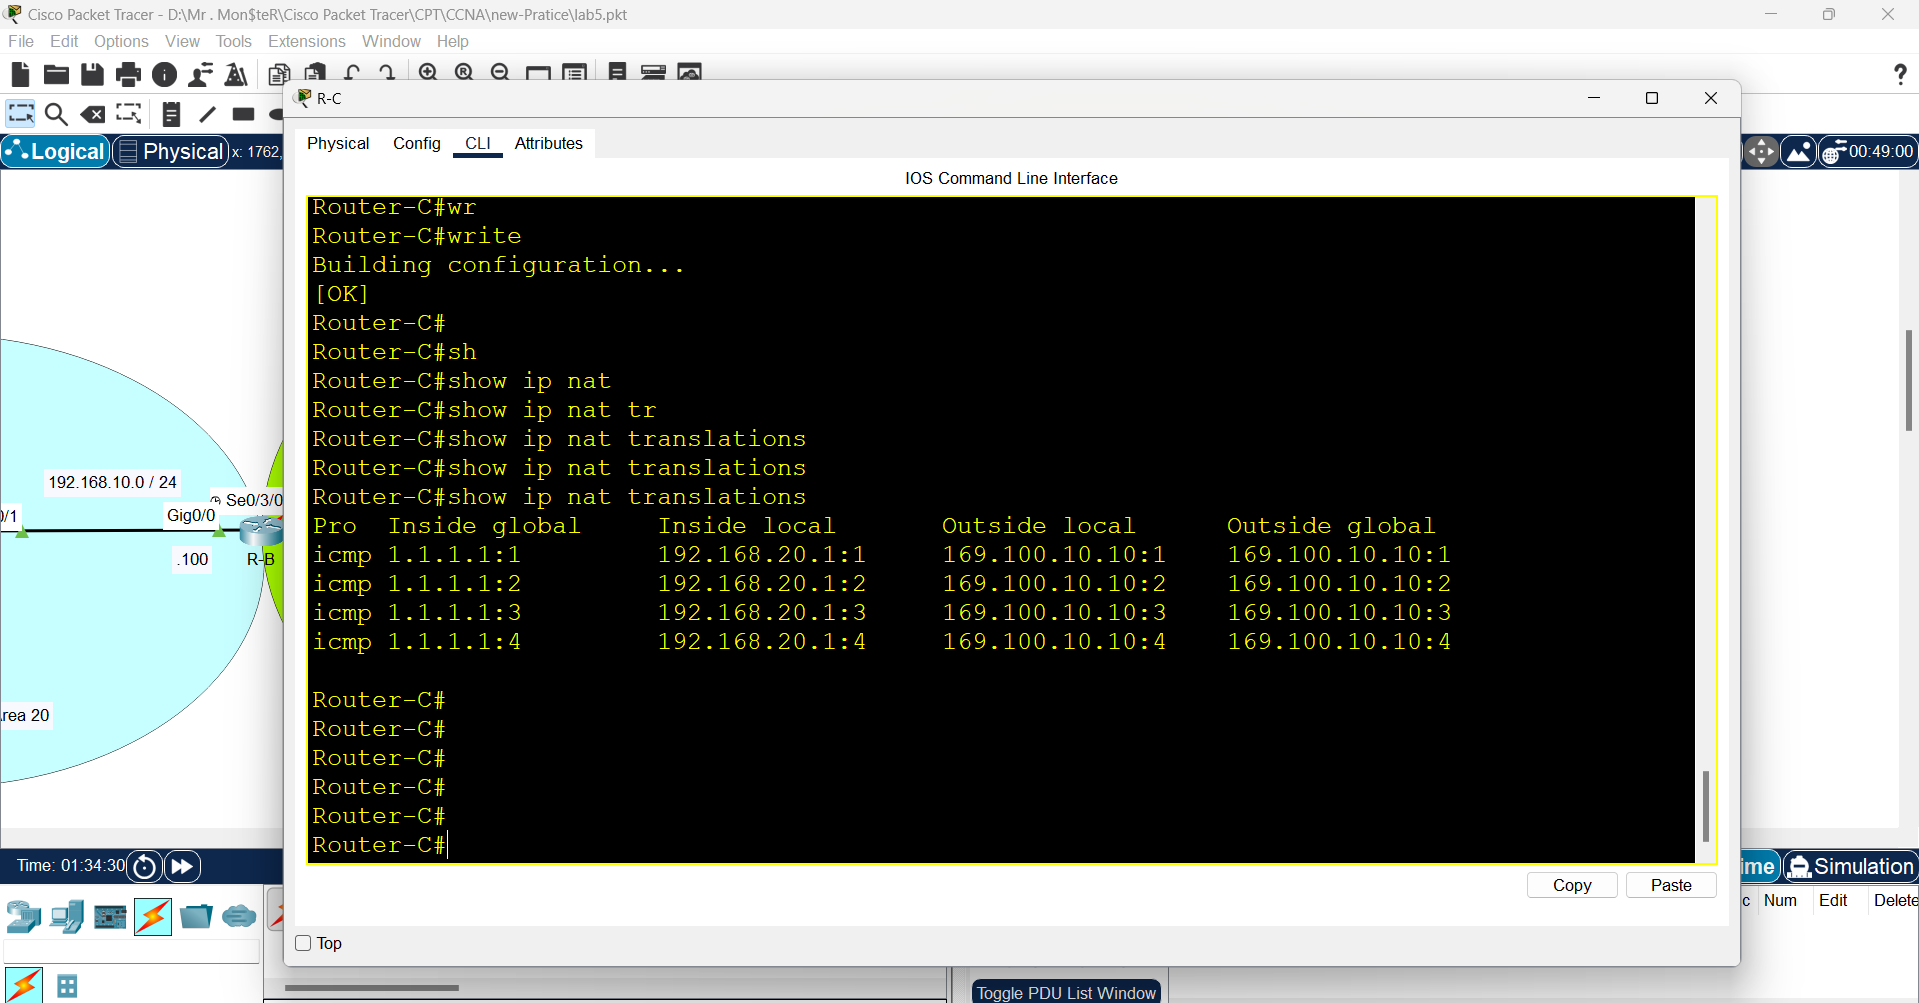 Cisco Packet Tracer - D:\Mr . Mon$teR\Cisco Packet Tracer\CPT\CCNA\new-Pratice\lab5.pkt
File Edit Options View Tools Extensions Window Help
?
R-C
Physical Config CLI Attributes
Logical Physical x: 1762,
00:49:00
IOS Command Line Interface
Router-C#wr
Router-C#write
Building configuration...
[OK]
Router-C#
Router-C#sh
Router-C#show ip nat
Router-C#show ip nat tr
Router-C#show ip nat translations
Router-C#show ip nat translations
Router-C#show ip nat translations
Pro Inside global Inside local Outside local Outside global
icmp 1.1.1.1:1 192.168.20.1:1 169.100.10.10:1 169.100.10.10:1
icmp 1.1.1.1:2 192.168.20.1:2 169.100.10.10:2 169.100.10.10:2
icmp 1.1.1.1:3 192.168.20.1:3 169.100.10.10:3 169.100.10.10:3
icmp 1.1.1.1:4 192.168.20.1:4 169.100.10.10:4 169.100.10.10:4
Router-C#
Router-C#
Router-C#
Router-C#
Router-C#
Router-C#
192.168.10.0 / 24
Se0/3/0
0/1
Gig0/0
.100
R-B
rea 20
Copy Paste
Top
Time: 01:34:30
ime Simulation
c Num Edit Delete
Toggle PDU List Window